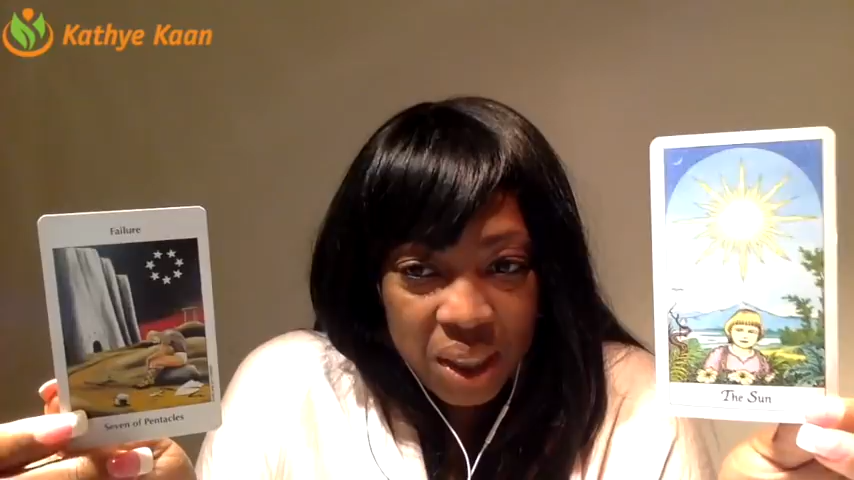 Kathye Kaan
Failure
Seven of Pentacles
The Sun